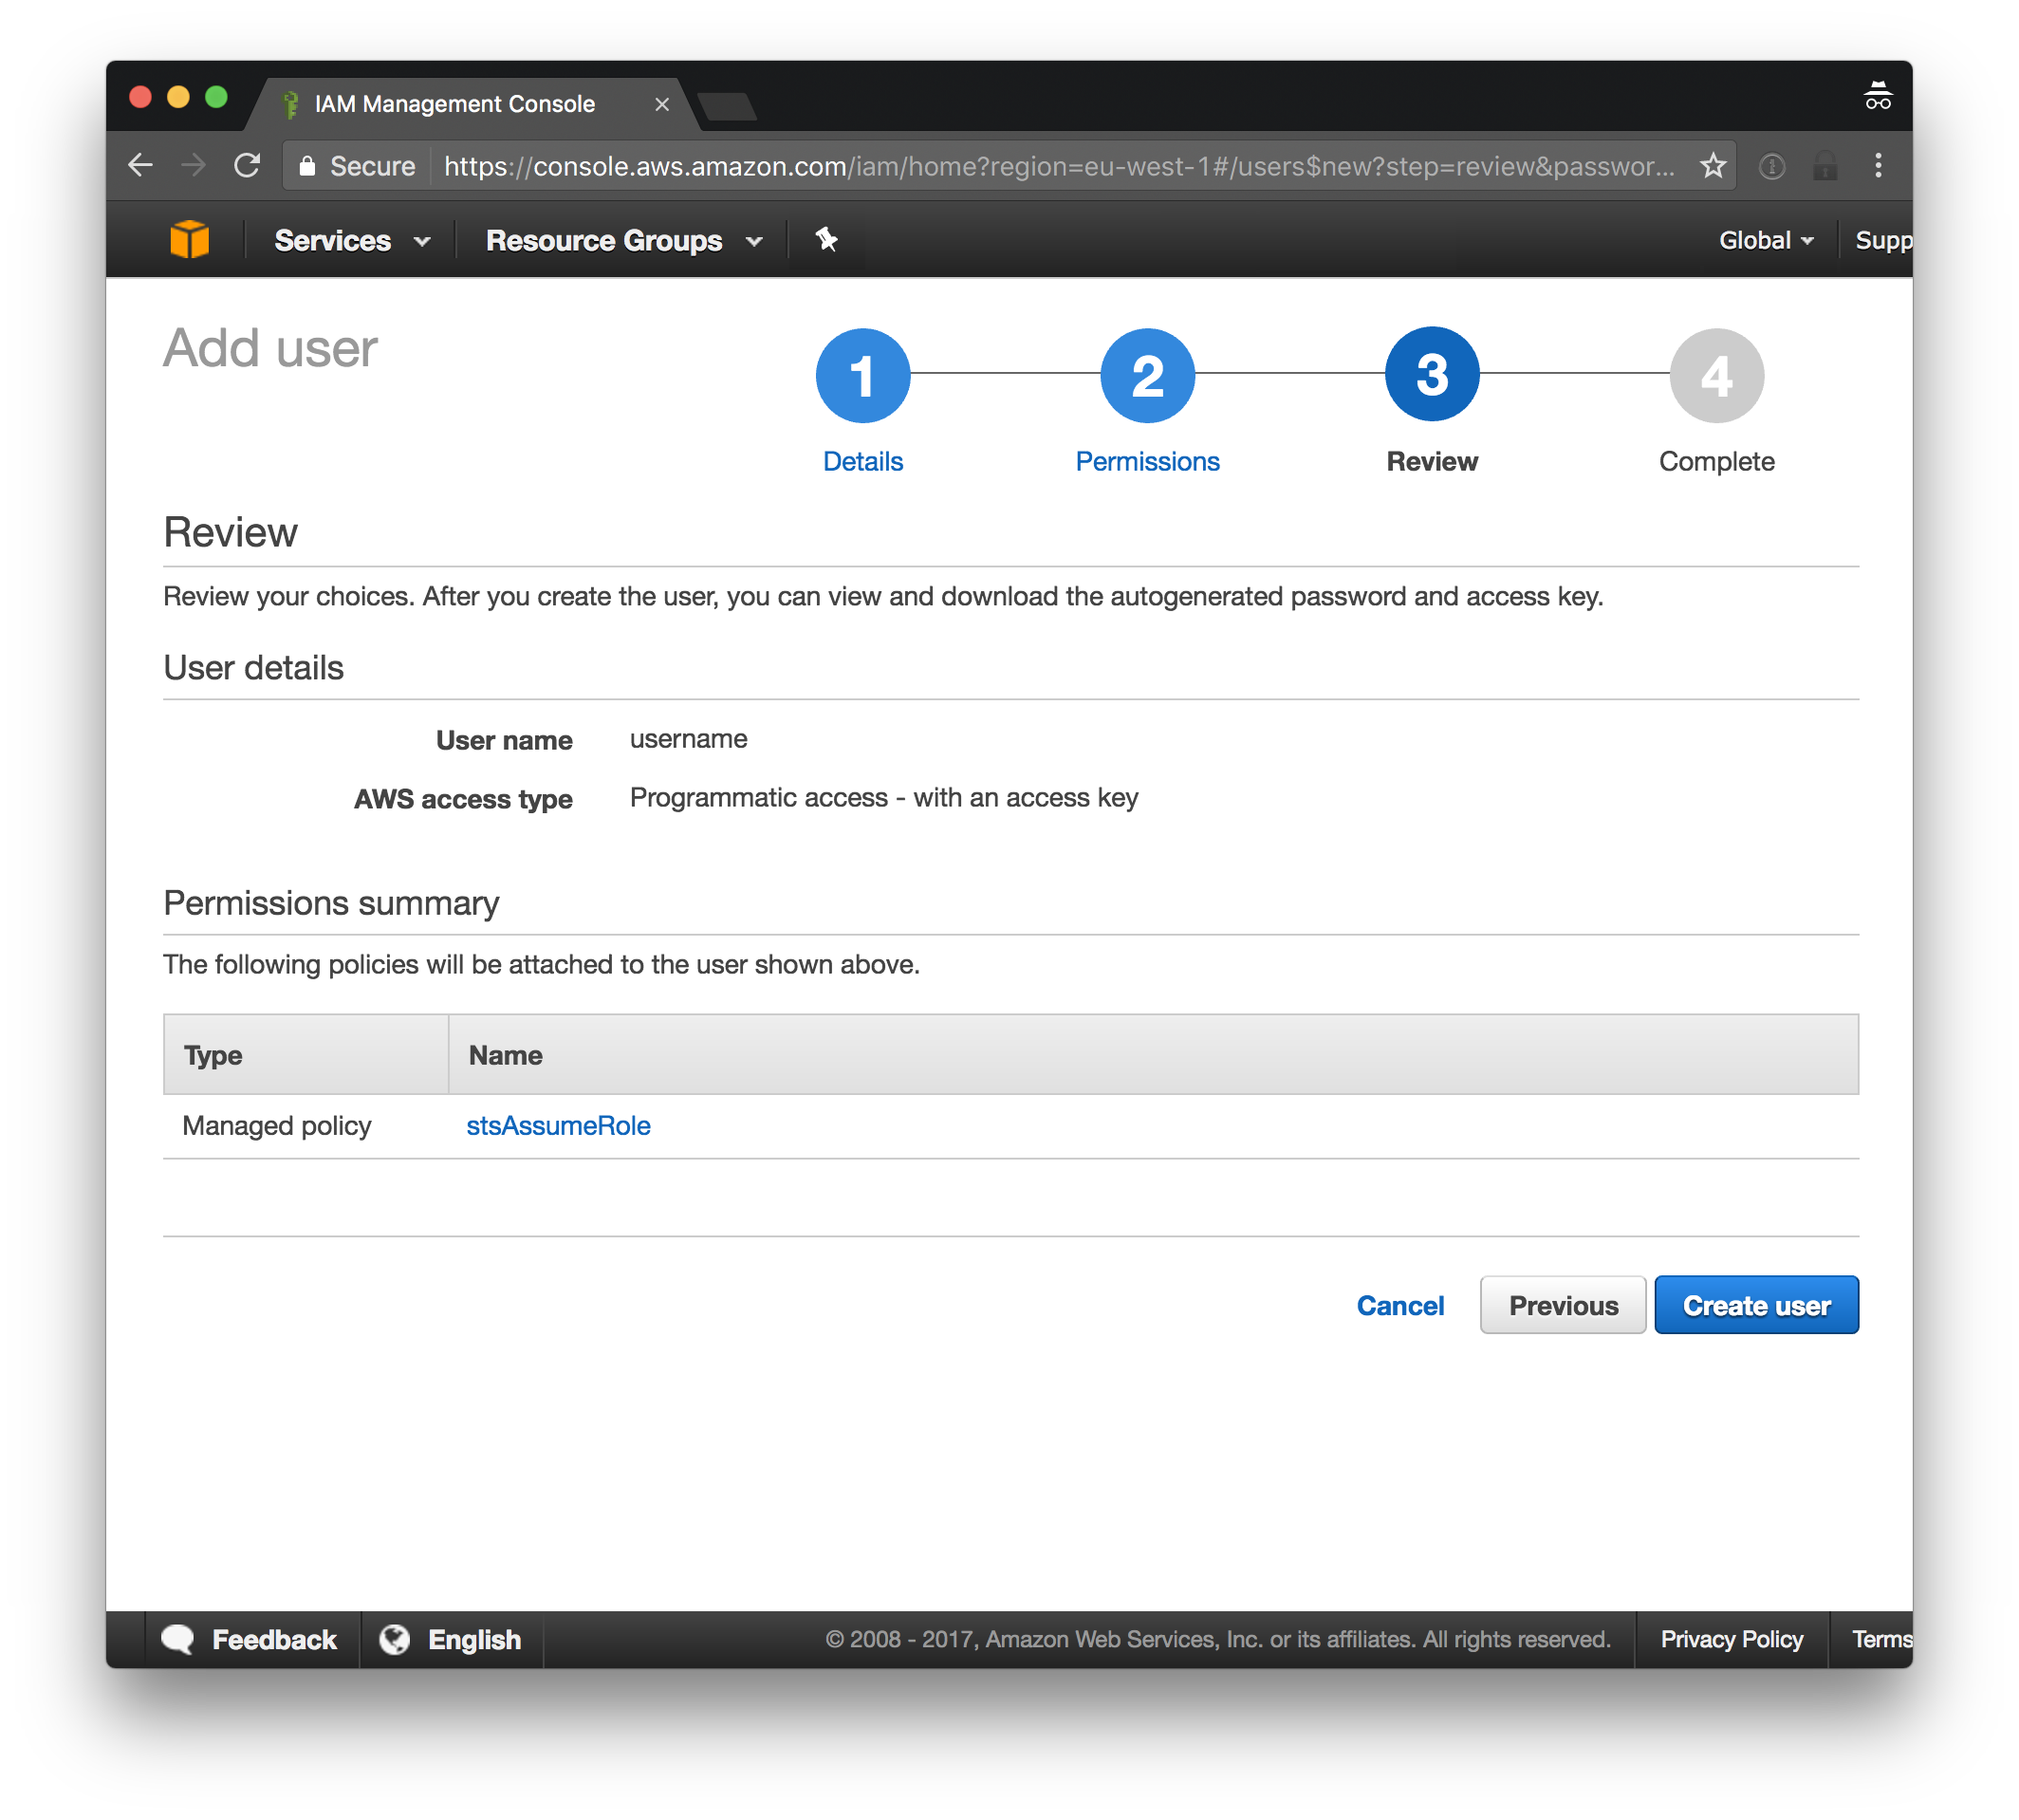 IAM Management Console
Secure https://console.aws.amazon.com/iam/home?region=eu-west-1#/users$new?step=review&passwor...
Services Resource Groups Global Supp
Add user
1 2 3 4
Details Permissions Review Complete
Review
Review your choices. After you create the user, you can view and download the autogenerated password and access key.
User details
User name username
AWS access type Programmatic access - with an access key
Permissions summary
The following policies will be attached to the user shown above.
Type Name
Managed policy stsAssumeRole
Cancel Previous Create user
Feedback English © 2008 - 2017, Amazon Web Services, Inc. or its affiliates. All rights reserved. Privacy Policy Terms